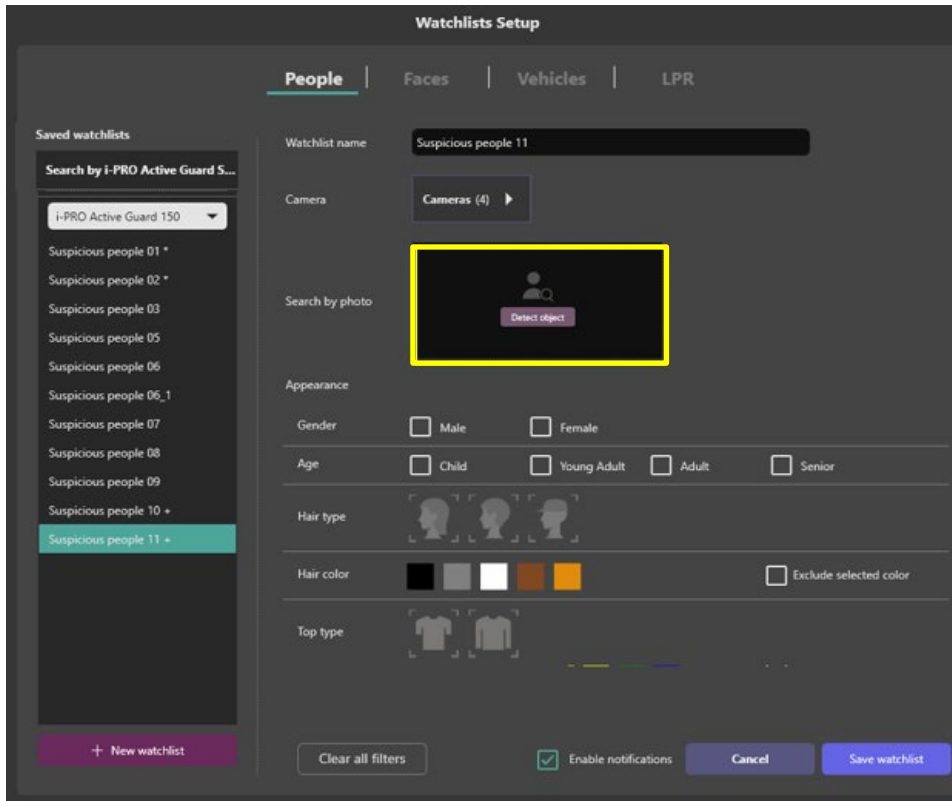 Watchlists Setup
People | Faces | Vehicles | LPR
Saved watchlists
Search by i-PRO Active Guard S...
i-PRO Active Guard 150
Suspicious people 01 *
Suspicious people 02 *
Suspicious people 03
Suspicious people 05
Suspicious people 06
Suspicious people 06_1
Suspicious people 07
Suspicious people 08
Suspicious people 09
Suspicious people 10 +
Suspicious people 11 +
+ New watchlist
Watchlist name Suspicious people 11
Camera Cameras (4)
Search by photo Detect object
Appearance
Gender Male Female
Age Child Young Adult Adult Senior
Hair type
Hair color Exclude selected color
Top type
Clear all filters Enable notifications Cancel Save watchlist